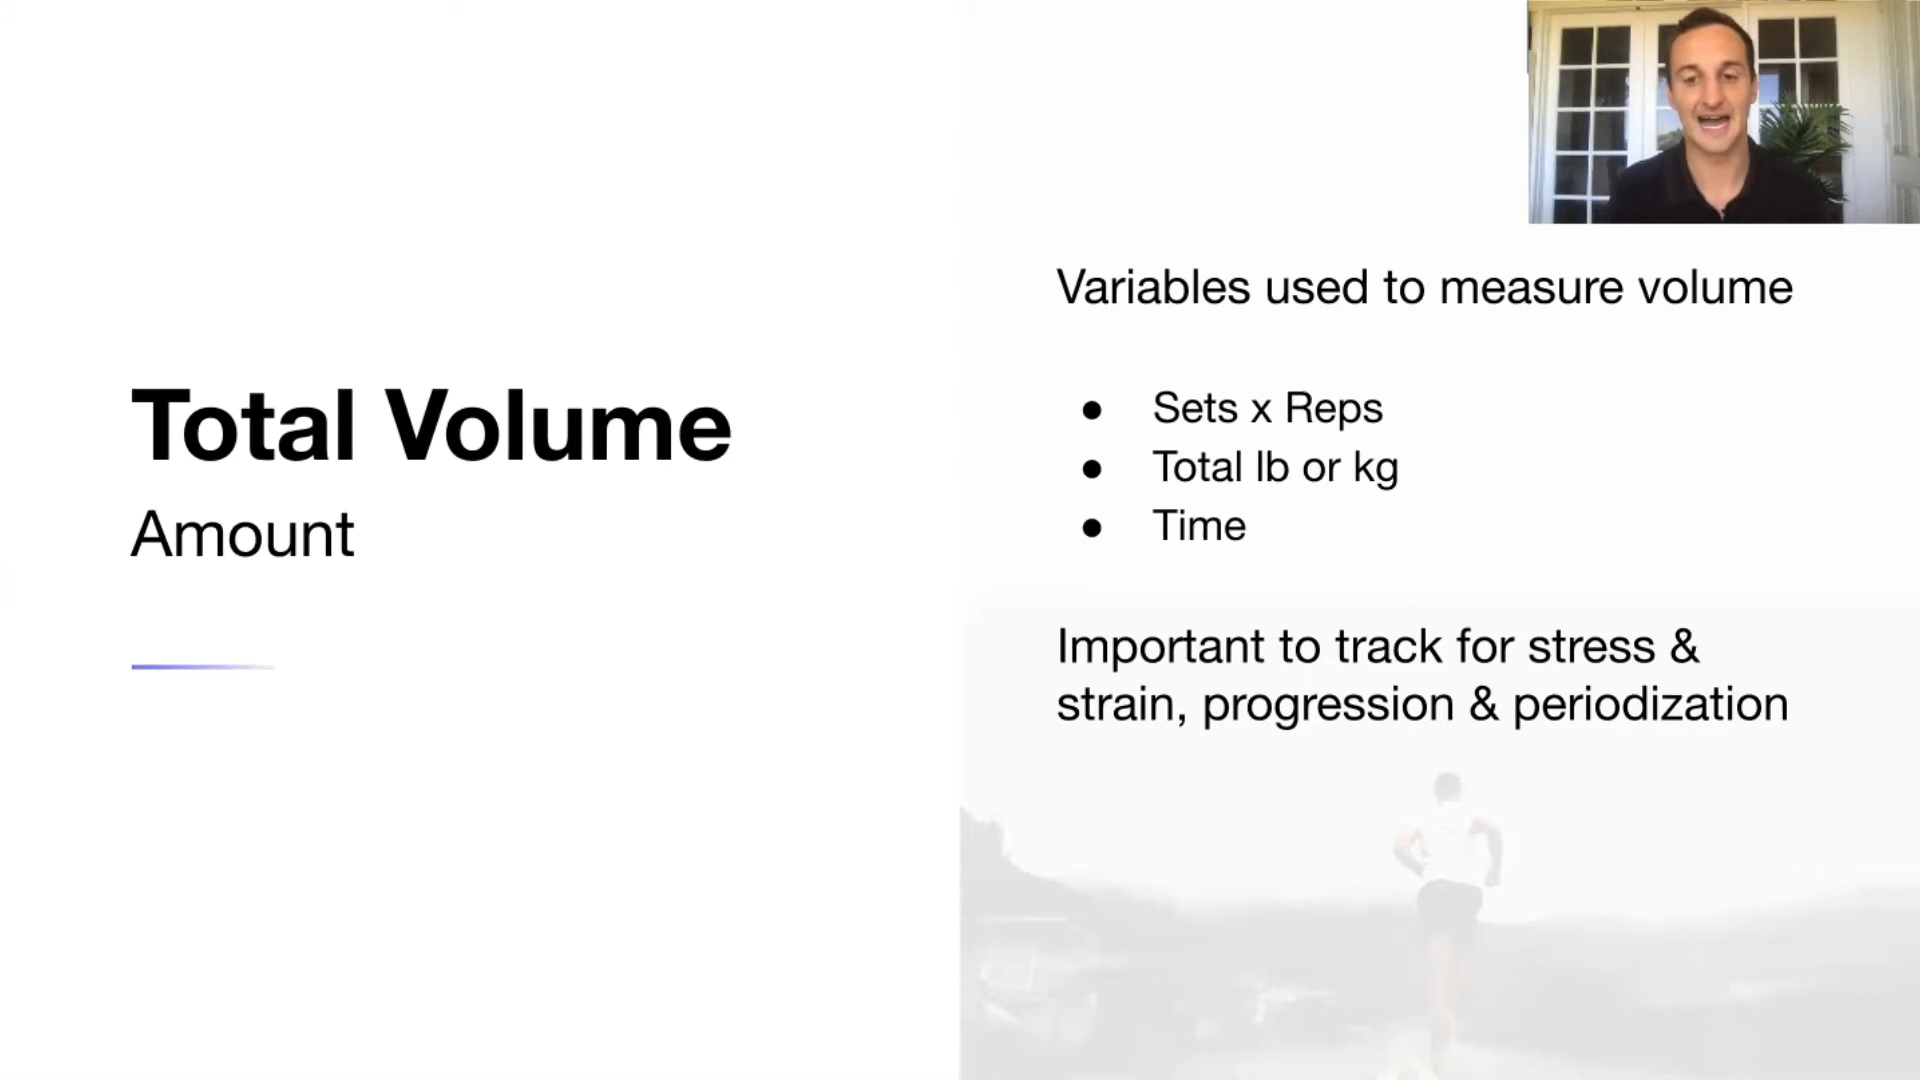 Total Volume
Amount
Variables used to measure volume
● Sets x Reps
● Total lb or kg
● Time
Important to track for stress &
strain, progression & periodization